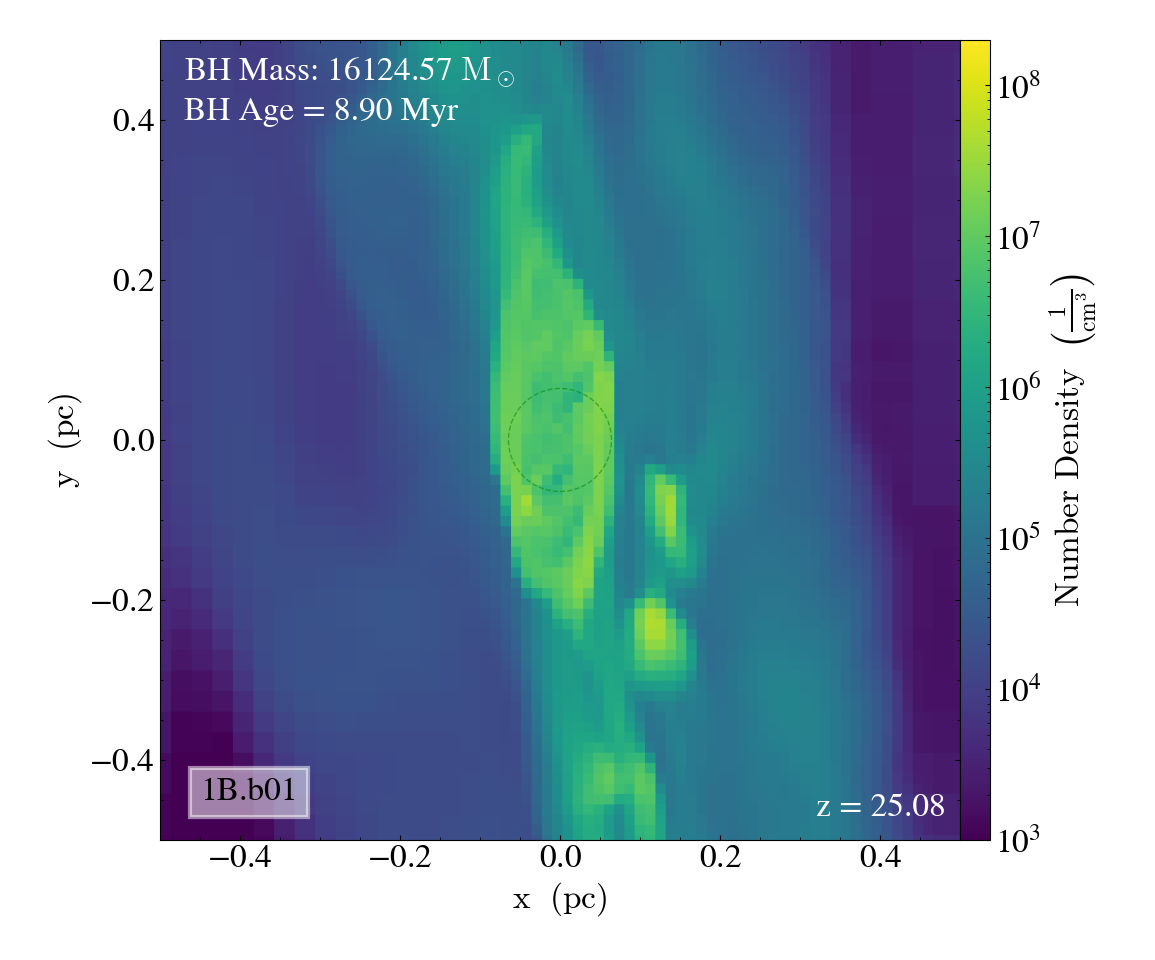 BH Mass: 16124.57 M⊙
BH Age = 8.90 Myr
0.4
0.2
0.0
−0.2
−0.4
y (pc)
1B.b01
z = 25.08
−0.4 −0.2 0.0 0.2 0.4
x (pc)
10^8
10^7
10^6
10^5
10^4
10^3
Number Density (1/cm^3)